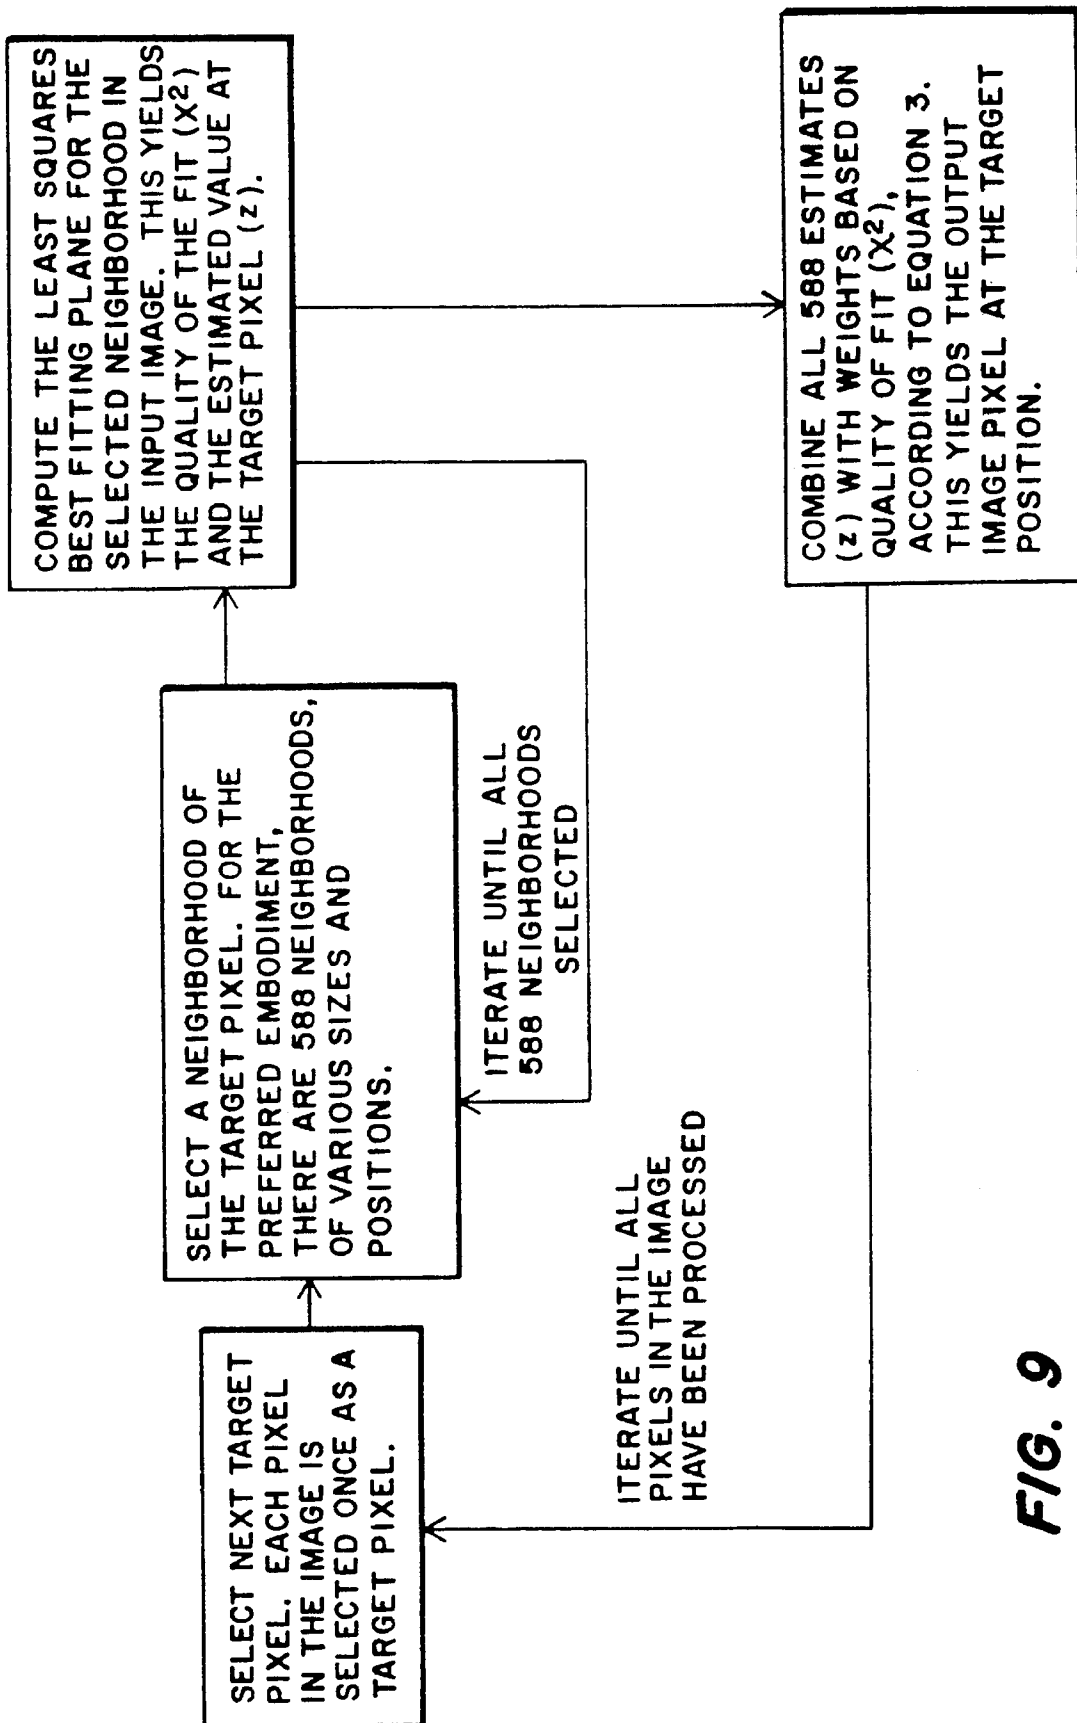 SELECT NEXT TARGET
PIXEL. EACH PIXEL
IN THE IMAGE IS
SELECTED ONCE AS A
TARGET PIXEL.
SELECT A NEIGHBORHOOD OF
THE TARGET PIXEL. FOR THE
PREFERRED EMBODIMENT,
THERE ARE 588 NEIGHBORHOODS,
OF VARIOUS SIZES AND
POSITIONS.
COMPUTE THE LEAST SQUARES
BEST FITTING PLANE FOR THE
SELECTED NEIGHBORHOOD IN
THE INPUT IMAGE. THIS YIELDS
THE QUALITY OF THE FIT (X²)
AND THE ESTIMATED VALUE AT
THE TARGET PIXEL (z).
ITERATE UNTIL ALL
588 NEIGHBORHOODS
SELECTED
ITERATE UNTIL ALL
PIXELS IN THE IMAGE
HAVE BEEN PROCESSED
COMBINE ALL 588 ESTIMATES
(z) WITH WEIGHTS BASED ON
QUALITY OF FIT (X²),
ACCORDING TO EQUATION 3.
THIS YIELDS THE OUTPUT
IMAGE PIXEL AT THE TARGET
POSITION.
FIG. 9